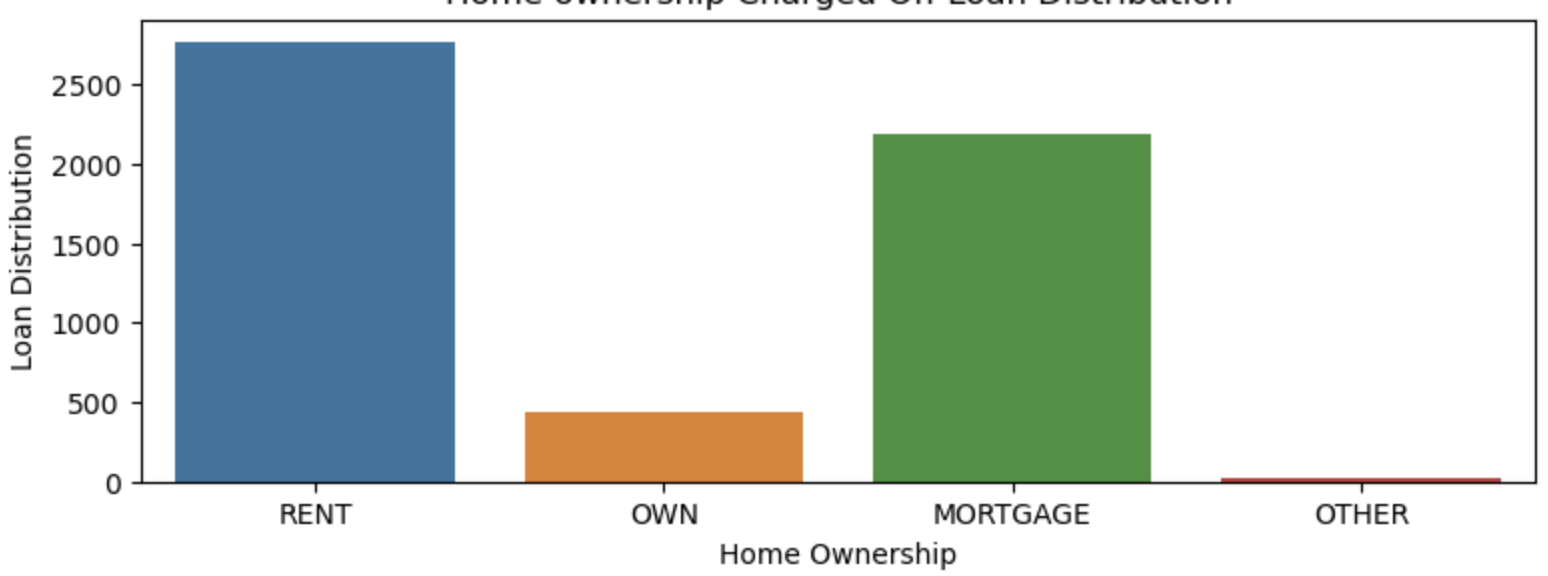 Home ownership Charged Off Loan Distribution
2500
2000
1500
1000
500
0
Loan Distribution
RENT OWN MORTGAGE OTHER
Home Ownership